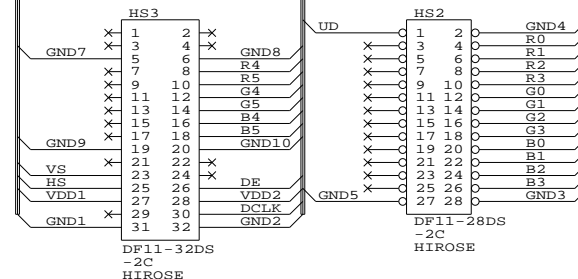 HS3
1 2
3 4
GND7 5 6 GND8
7 8 R4
9 10 R5
11 12 G4
13 14 G5
15 16 B4
17 18 B5
GND9 19 20 GND10
21 22
VS 23 24
HS 25 26 DE
VDD1 27 28 VDD2
29 30 DCLK
GND1 31 32 GND2
DF11-32DS
-2C
HIROSE
HS2
UD 1 2 GND4
3 4 R0
5 6 R1
7 8 R2
9 10 R3
11 12 G0
13 14 G1
15 16 G2
17 18 G3
19 20 B0
21 22 B1
23 24 B2
25 26 B3
GND5 27 28 GND3
DF11-28DS
-2C
HIROSE